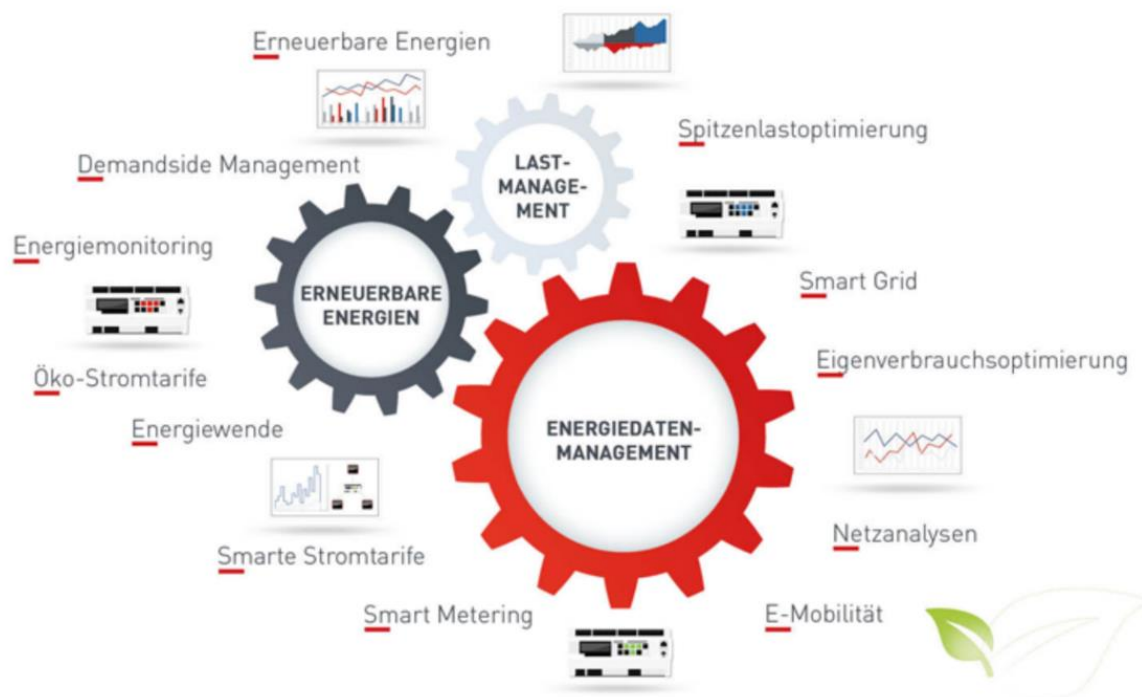 Erneuerbare Energien
Spitzenlastoptimierung
Demandside Management
LAST-
MANAGE-
MENT
Energiemonitoring
ERNEUERBARE
ENERGIEN
Smart Grid
Öko-Stromtarife
Eigenverbrauchsoptimierung
Energiewende
ENERGIEDATEN-
MANAGEMENT
Netzanalysen
Smarte Stromtarife
Smart Metering
E-Mobilität